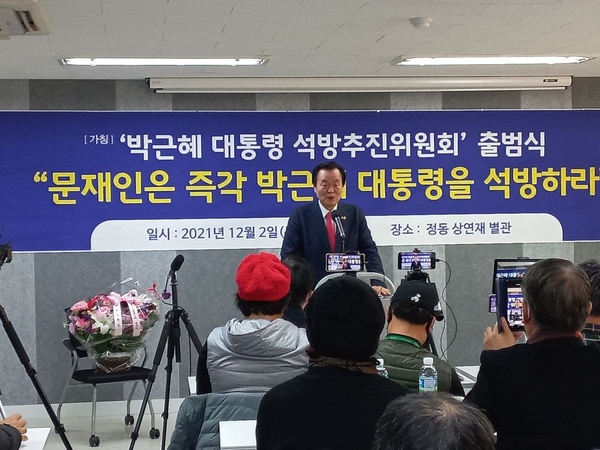 [가칭] '박근혜 대통령 석방추진위원회' 출범식
"문재인은 즉각 박근 대통령을 석방하라
일시 : 2021년 12월 2일( 장소 : 정동 상연재 별관